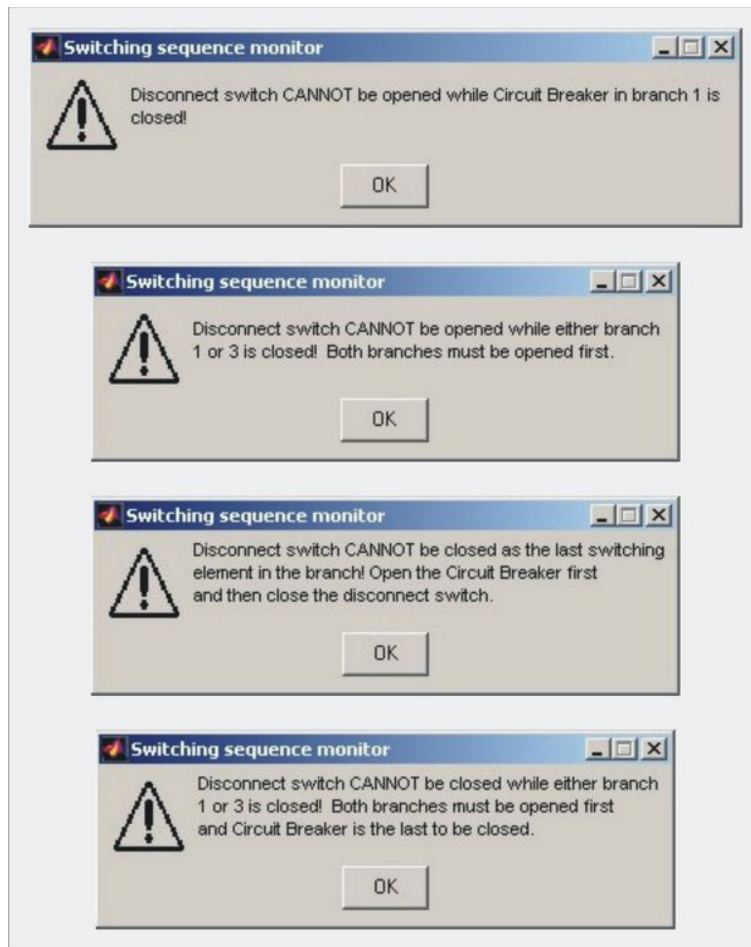 Switching sequence monitor
Disconnect switch CANNOT be opened while Circuit Breaker in branch 1 is
closed!
OK
Switching sequence monitor
Disconnect switch CANNOT be opened while either branch
1 or 3 is closed! Both branches must be opened first.
OK
Switching sequence monitor
Disconnect switch CANNOT be closed as the last switching
element in the branch! Open the Circuit Breaker first
and then close the disconnect switch.
OK
Switching sequence monitor
Disconnect switch CANNOT be closed while either branch
1 or 3 is closed! Both branches must be opened first
and Circuit Breaker is the last to be closed.
OK